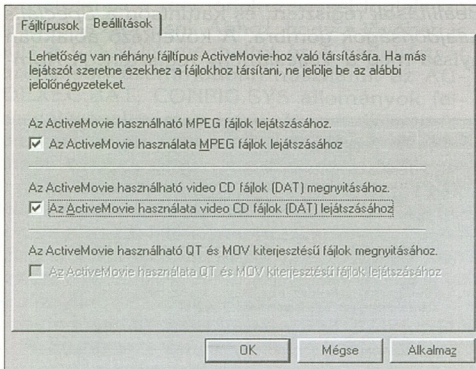 Fájltípusok
Beállítások
Lehetőség van néhány fájltípus ActiveMovie-hoz való társítására. Ha más
lejátszót szeretne ezekhez a fájlokhoz társítani, ne jelölje be az alábbi
jelölőnégyzeteket.
Az ActiveMovie használható MPEG fájlok lejátszásához.
Az ActiveMovie használata MPEG fájlok lejátszásához
Az ActiveMovie használható video CD fájlok (DAT) megnyitásához.
Az ActiveMovie használata video CD fájlok (DAT) lejátszásához
Az ActiveMovie használható QT és MOV kiterjesztésű fájlok megnyitásához.
Az ActiveMovie használata QT és MOV kiterjesztésű fájlok lejátszásához
OK
Mégse
Alkalmaz